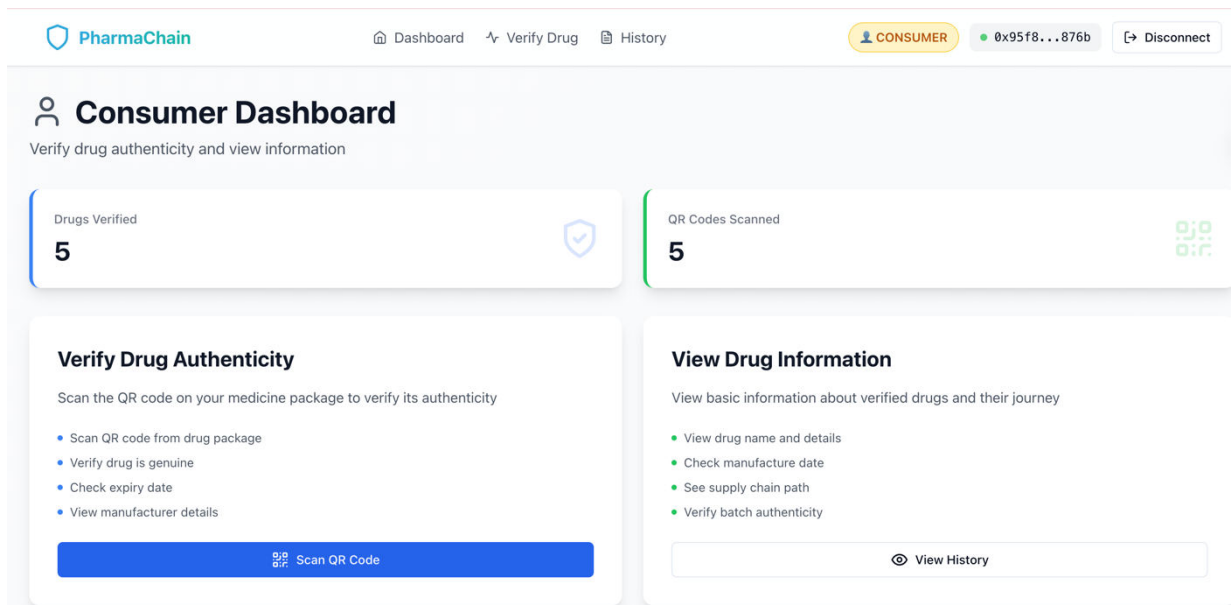 PharmaChain
Dashboard
Verify Drug
History
CONSUMER
0x95f8...876b
Disconnect
Consumer Dashboard
Verify drug authenticity and view information
Drugs Verified
5
QR Codes Scanned
5
Verify Drug Authenticity
Scan the QR code on your medicine package to verify its authenticity
Scan QR code from drug package
Verify drug is genuine
Check expiry date
View manufacturer details
Scan QR Code
View Drug Information
View basic information about verified drugs and their journey
View drug name and details
Check manufacture date
See supply chain path
Verify batch authenticity
View History